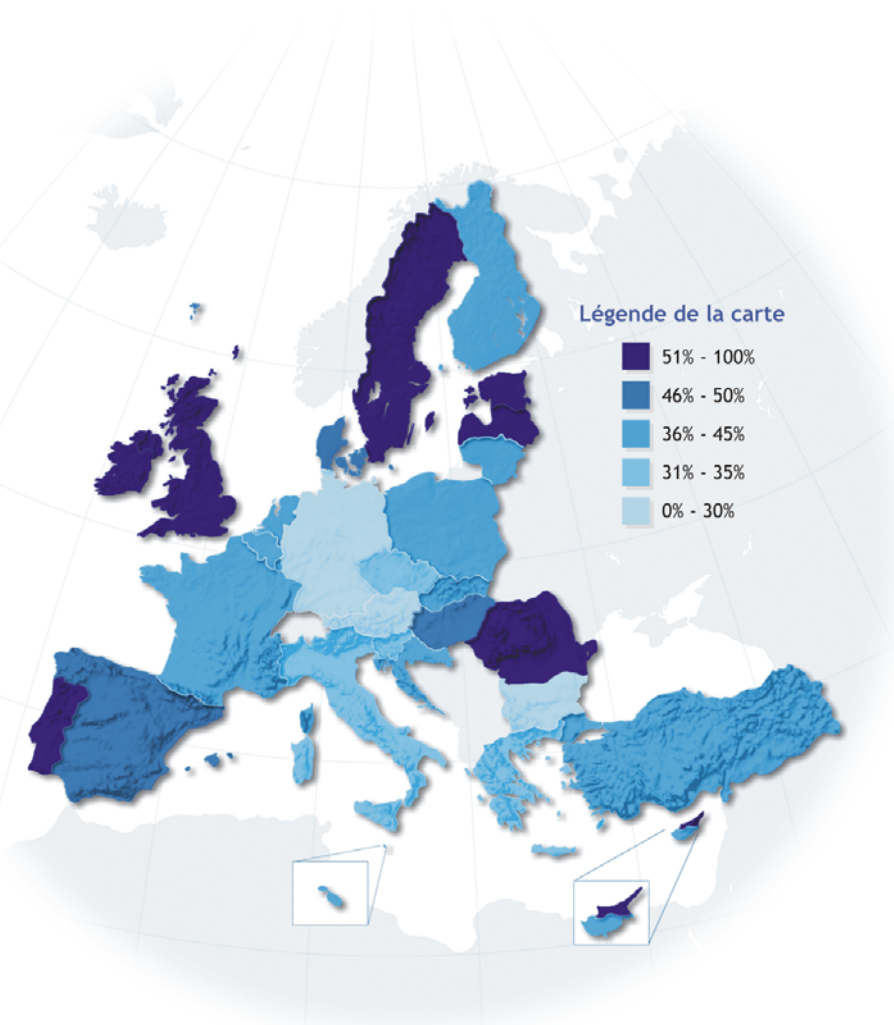 Légende de la carte
51% - 100%
46% - 50%
36% - 45%
31% - 35%
0% - 30%